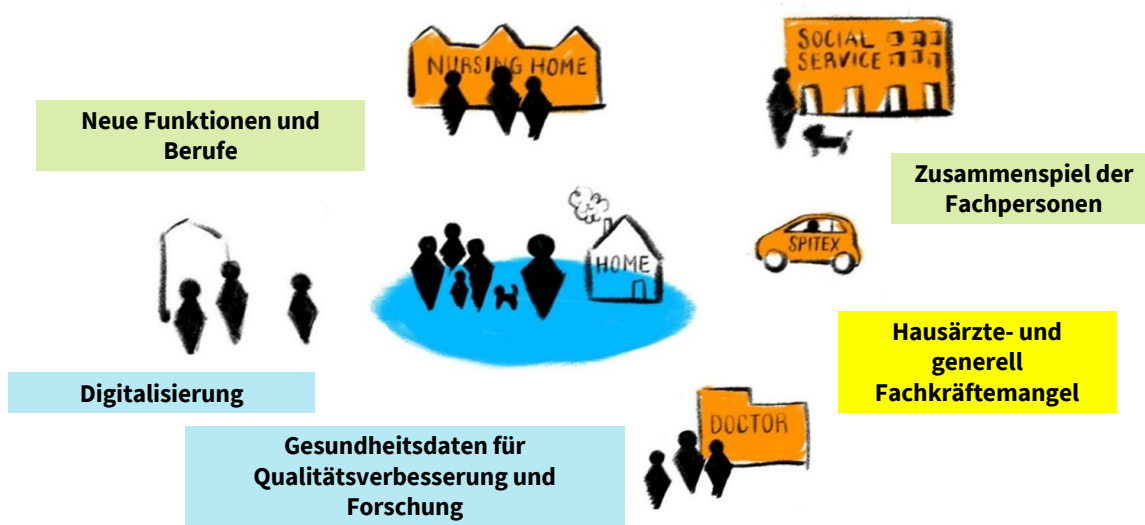 NURSING HOME
SOCIAL
SERVICE
Neue Funktionen und
Berufe
Zusammenspiel der
Fachpersonen
SPITEX
HOME
Hausärzte- und
generell
Fachkräftemangel
Digitalisierung
DOCTOR
Gesundheitsdaten für
Qualitätsverbesserung und
Forschung